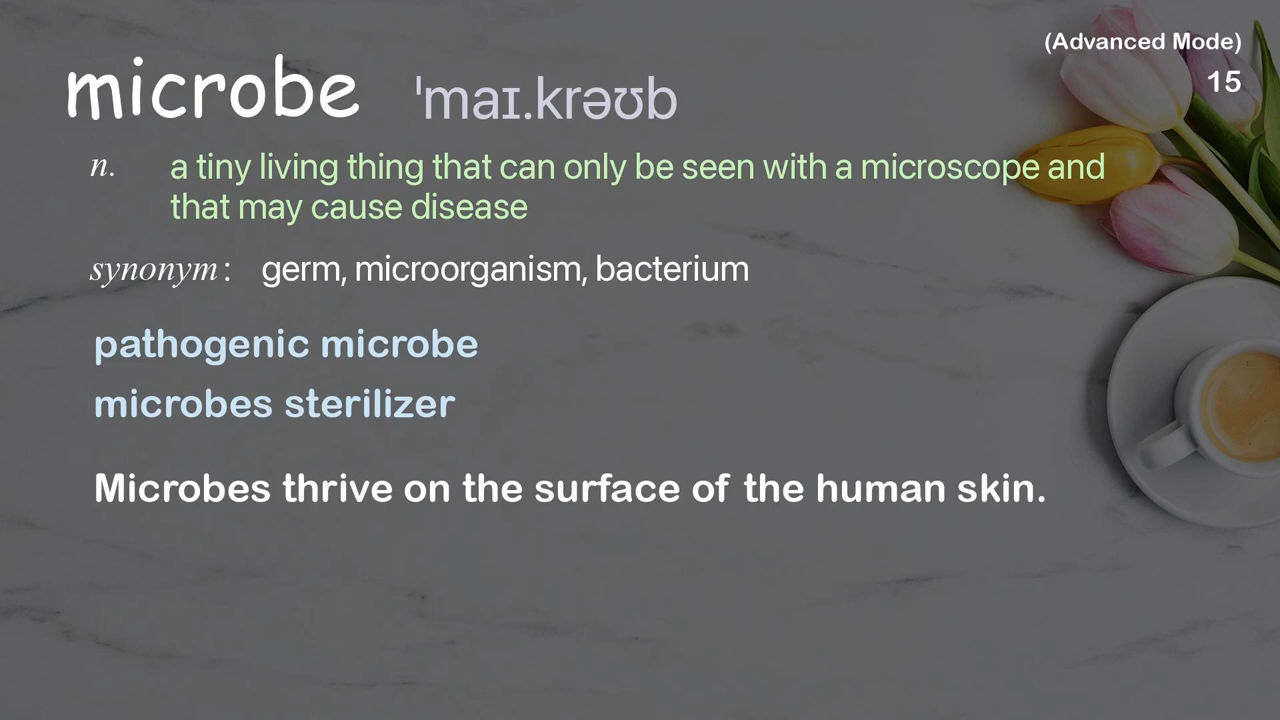 (Advanced Mode)
15
microbe ˈmaɪ.krəʊb
n. a tiny living thing that can only be seen with a microscope and
that may cause disease
synonym: germ, microorganism, bacterium
pathogenic microbe
microbes sterilizer
Microbes thrive on the surface of the human skin.